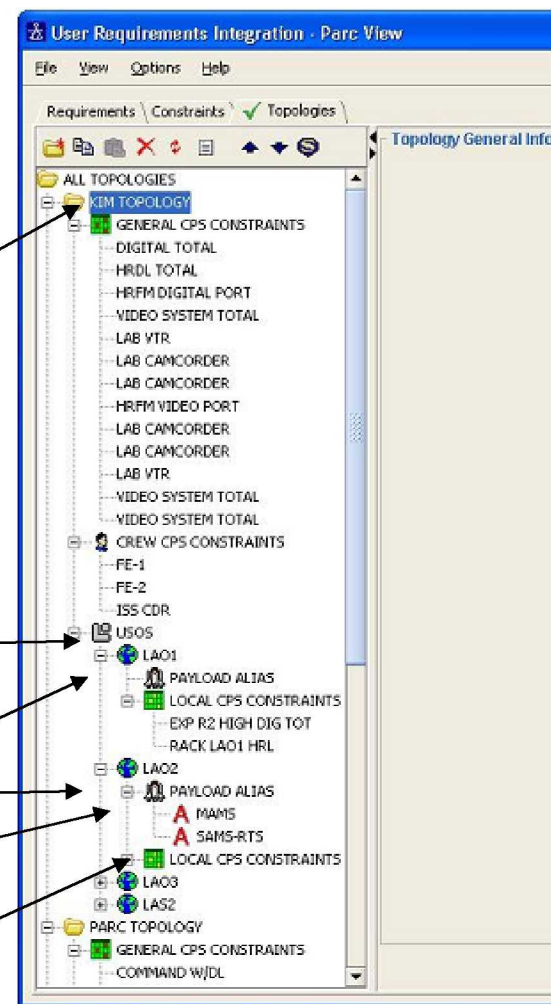 User Requirements Integration - Parc View
File View Options Help
Requirements \ Constraints \ Topologies \
Topology General Info
ALL TOPOLOGIES
KIM TOPOLOGY
GENERAL CPS CONSTRAINTS
DIGITAL TOTAL
HRDL TOTAL
HRFM DIGITAL PORT
VIDEO SYSTEM TOTAL
LAB VTR
LAB CAMCORDER
LAB CAMCORDER
HRFM VIDEO PORT
LAB CAMCORDER
LAB CAMCORDER
LAB VTR
VIDEO SYSTEM TOTAL
VIDEO SYSTEM TOTAL
CREW CPS CONSTRAINTS
FE-1
FE-2
ISS CDR
USOS
LAO1
PAYLOAD ALIAS
LOCAL CPS CONSTRAINTS
EXP R2 HIGH DIG TOT
RACK LAO1 HRL
LAO2
PAYLOAD ALIAS
A MAMS
A SAMS-RTS
LOCAL CPS CONSTRAINTS
LAO3
LAS2
PARC TOPOLOGY
GENERAL CPS CONSTRAINTS
COMMAND W/DL